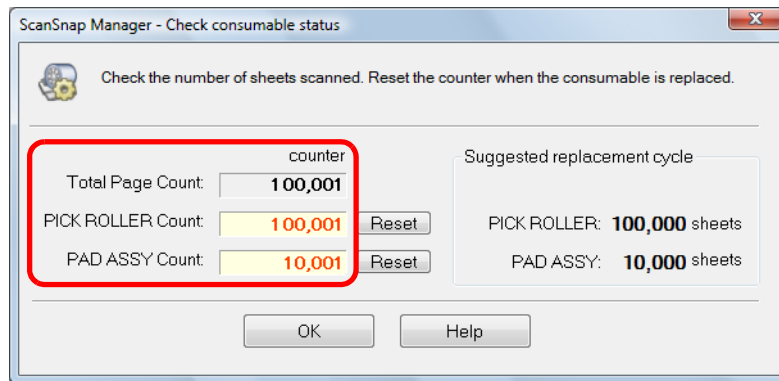 ScanSnap Manager - Check consumable status
Check the number of sheets scanned. Reset the counter when the consumable is replaced.
counter
Total Page Count: 100,001
PICK ROLLER Count: 100,001 Reset
PAD ASSY Count: 10,001 Reset
Suggested replacement cycle
PICK ROLLER: 100,000 sheets
PAD ASSY: 10,000 sheets
OK Help